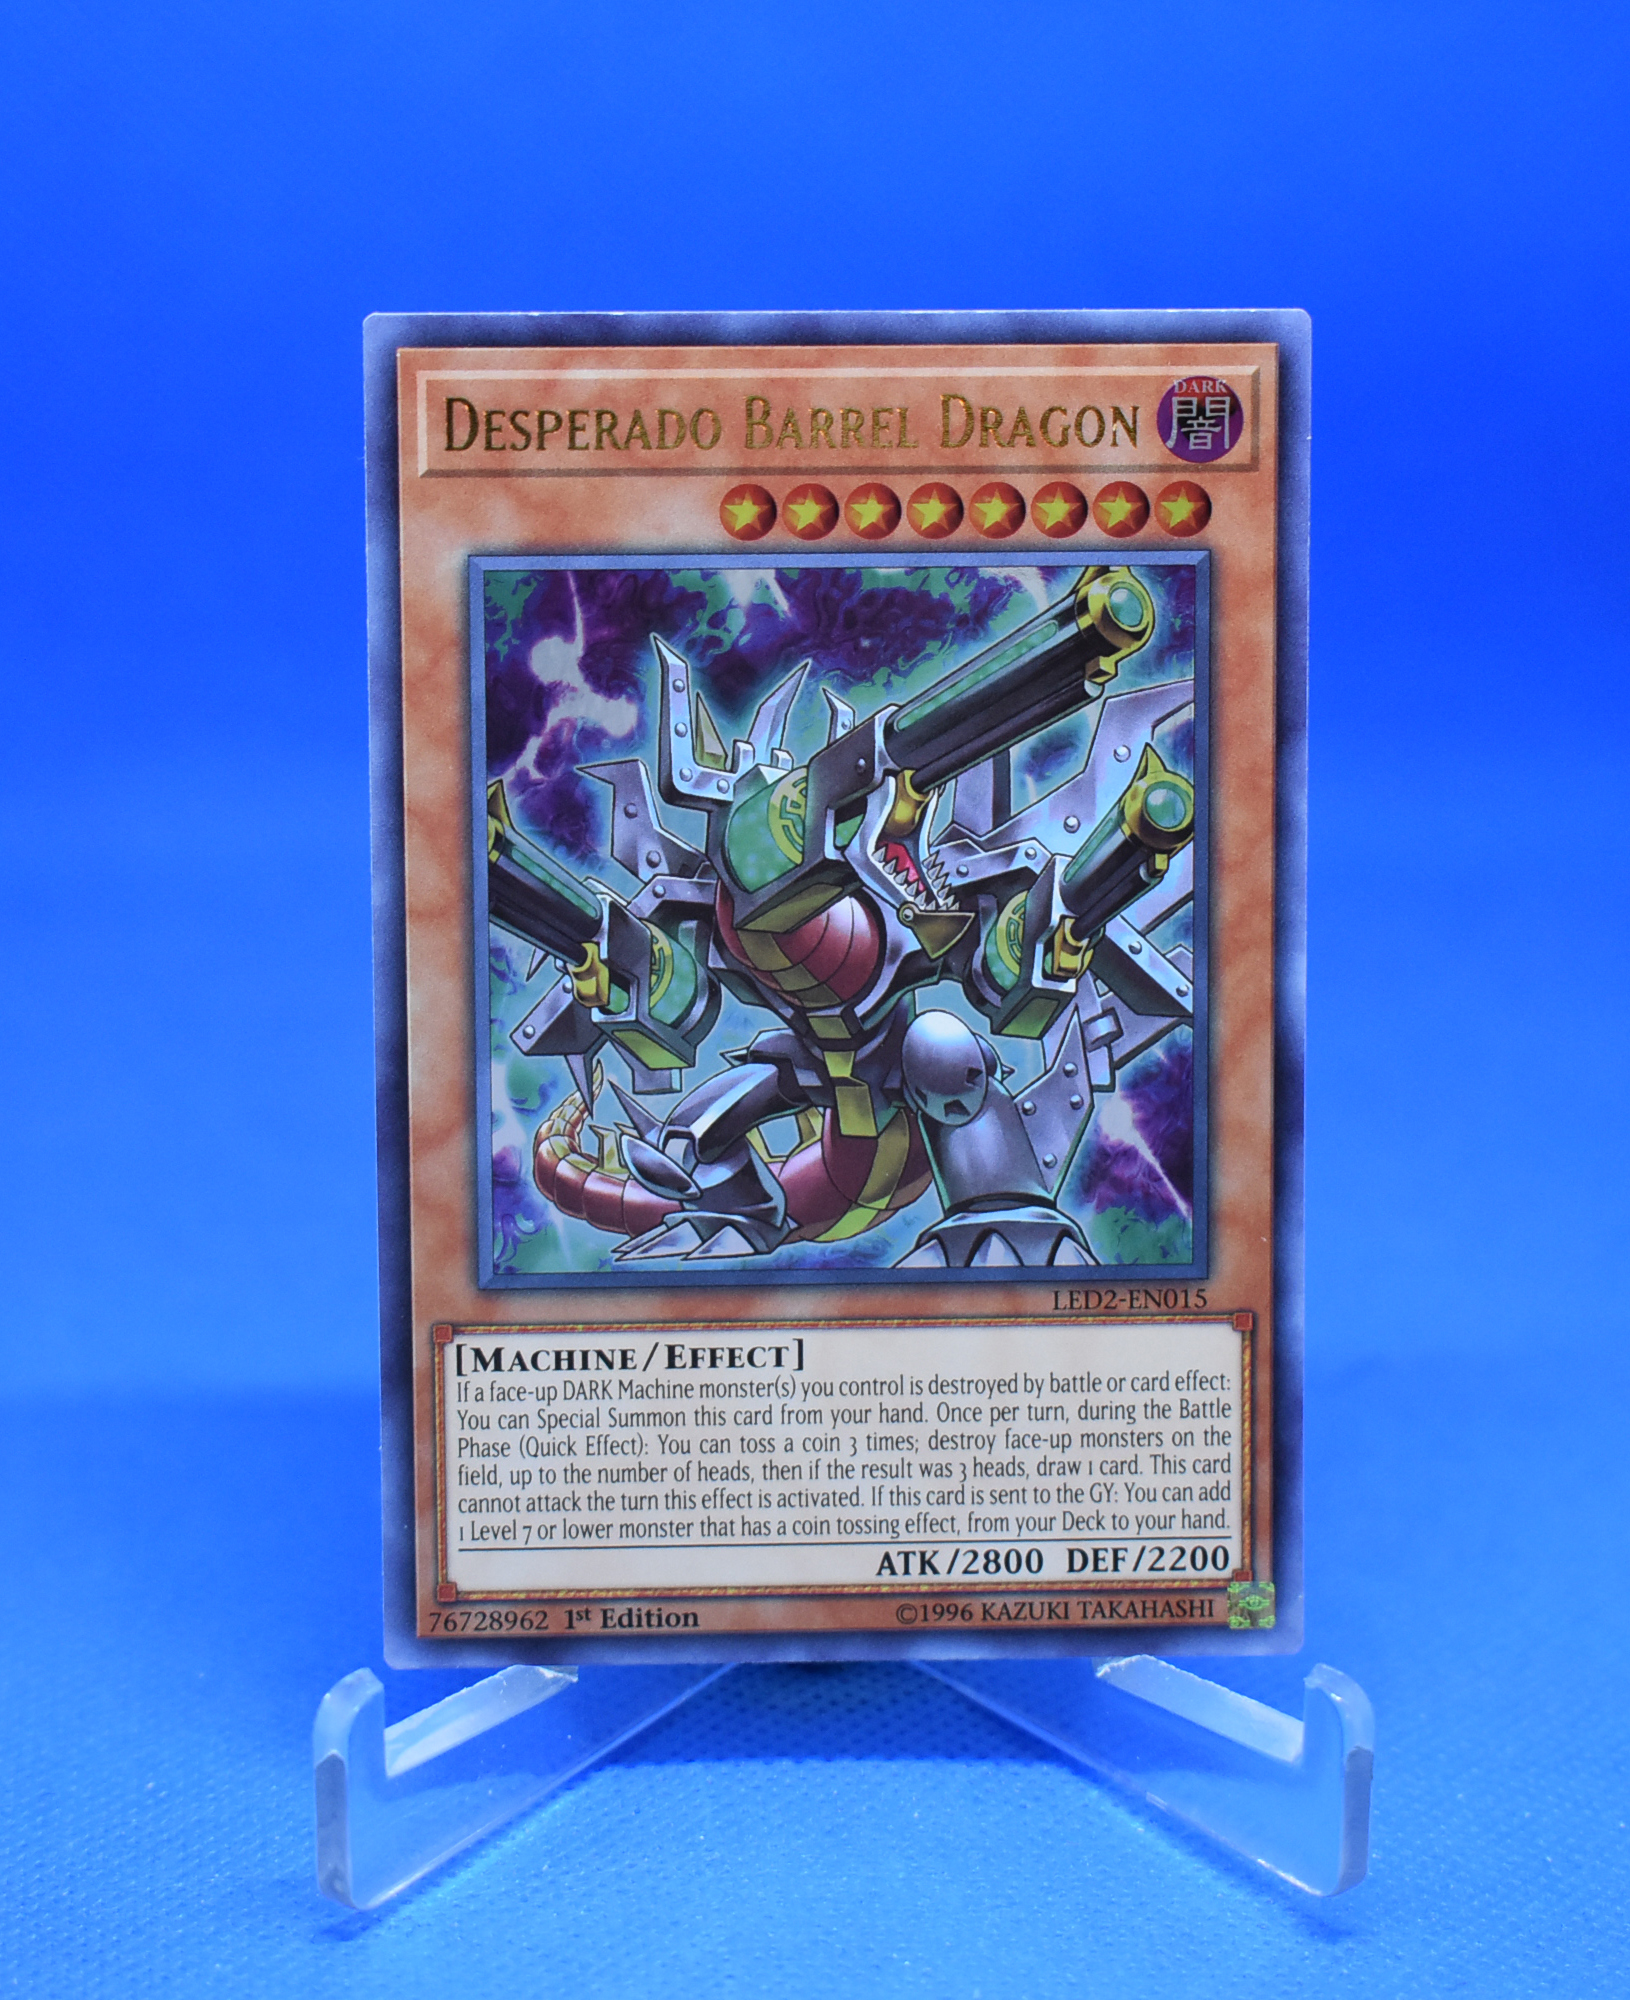 DESPERADO BARREL DRAGON
DARK
闇
LED2-EN015
[MACHINE/EFFECT]
If a face-up DARK Machine monster(s) you control is destroyed by battle or card effect:
You can Special Summon this card from your hand. Once per turn, during the Battle
Phase (Quick Effect): You can toss a coin 3 times; destroy face-up monsters on the
field, up to the number of heads, then if the result was 3 heads, draw 1 card. This card
cannot attack the turn this effect is activated. If this card is sent to the GY: You can add
1 Level 7 or lower monster that has a coin tossing effect, from your Deck to your hand.
ATK/2800 DEF/2200
76728962 1st Edition ©1996 KAZUKI TAKAHASHI